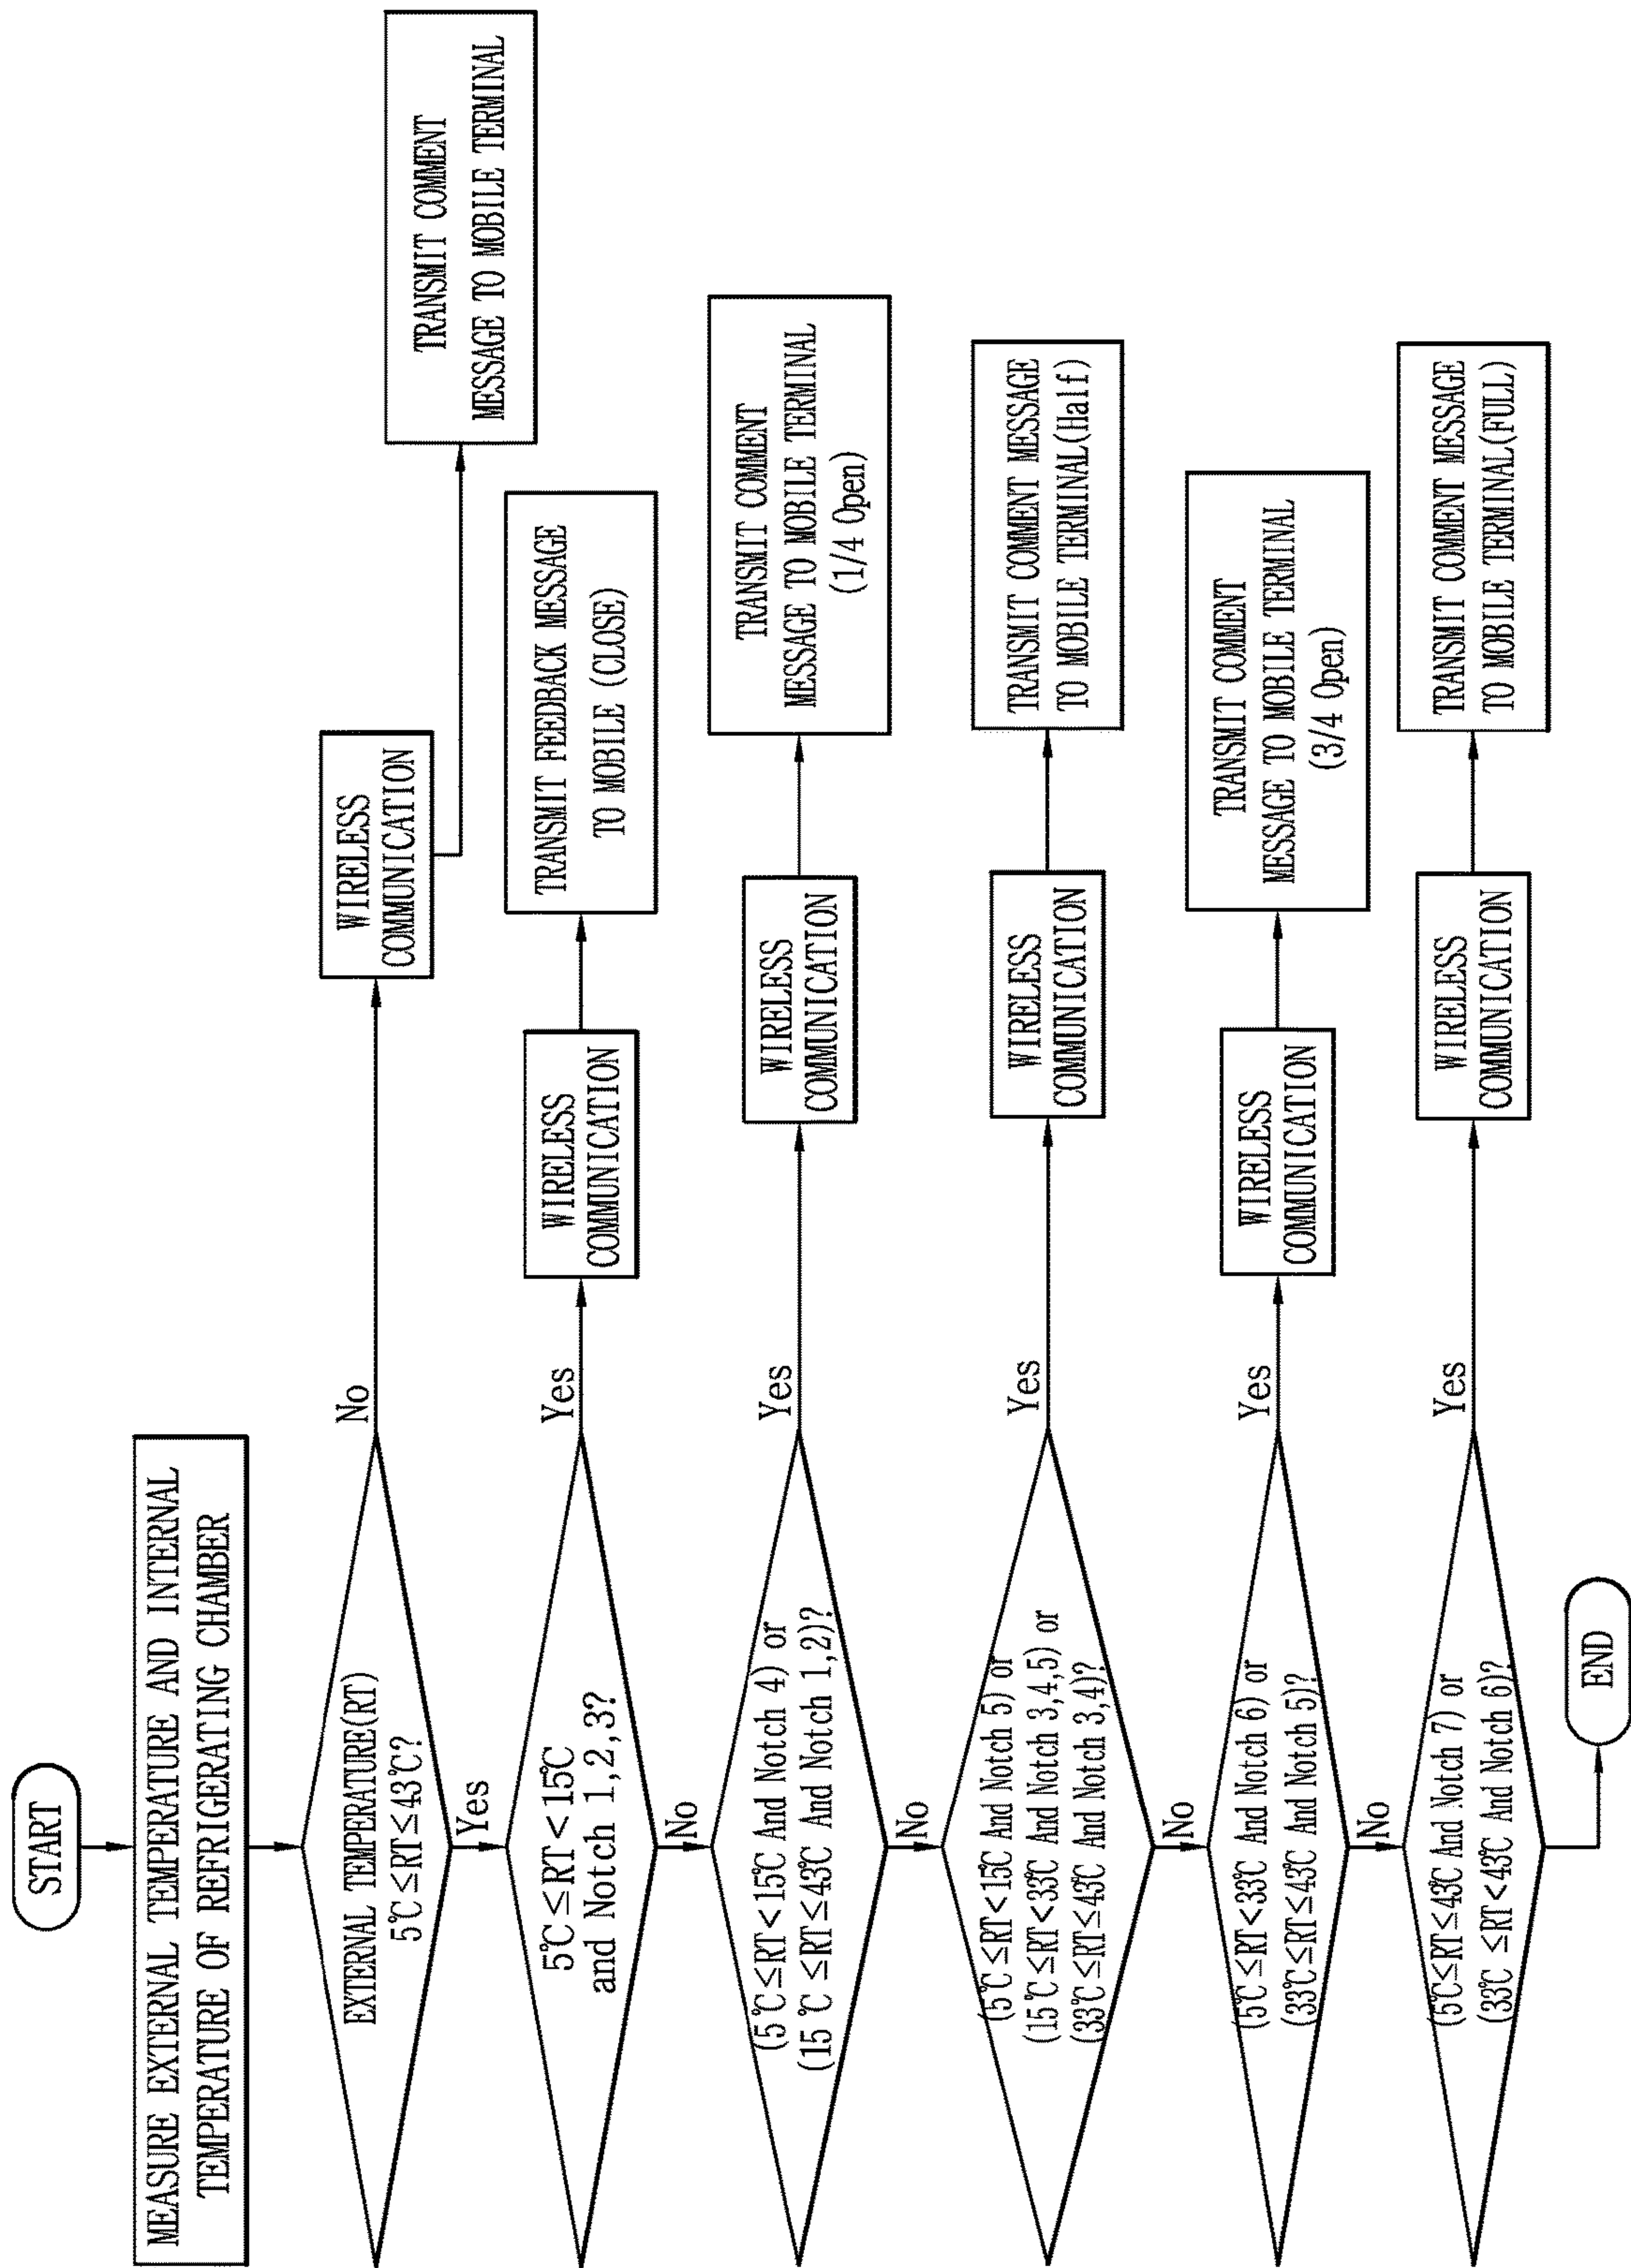 START
MEASURE EXTERNAL TEMPERATURE AND INTERNAL
TEMPERATURE OF REFRIGERATING CHAMBER
EXTERNAL TEMPERATURE(RT)
5℃≤RT≤43℃?
No
WIRELESS
COMMUNICATION
TRANSMIT COMMENT
MESSAGE TO MOBILE TERMINAL
Yes
5℃≤RT<15℃
and Notch 1,2,3?
Yes
WIRELESS
COMMUNICATION
TRANSMIT FEEDBACK MESSAGE
TO MOBILE (CLOSE)
No
(5℃≤RT<15℃ And Notch 4) or
(15℃≤RT≤43℃ And Notch 1,2)?
Yes
WIRELESS
COMMUNICATION
TRANSMIT COMMENT
MESSAGE TO MOBILE TERMINAL
(1/4 Open)
No
(5℃≤RT<15℃ And Notch 5) or
(15℃≤RT<33℃ And Notch 3,4,5) or
(33℃≤RT≤43℃ And Notch 3,4)?
Yes
WIRELESS
COMMUNICATION
TRANSMIT COMMENT MESSAGE
TO MOBILE TERMINAL(Half)
No
(5℃≤RT<33℃ And Notch 6) or
(33℃≤RT≤43℃ And Notch 5)?
Yes
WIRELESS
COMMUNICATION
TRANSMIT COMMENT
MESSAGE TO MOBILE TERMINAL
(3/4 Open)
No
(5℃≤RT≤43℃ And Notch 7) or
(33℃ ≤RT<43℃ And Notch 6)?
Yes
WIRELESS
COMMUNICATION
TRANSMIT COMMENT MESSAGE
TO MOBILE TERMINAL(FULL)
END